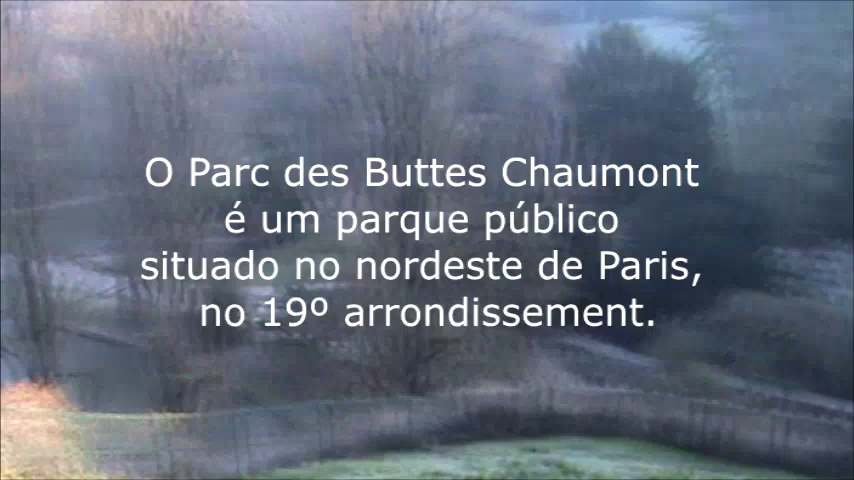 O Parc des Buttes Chaumont
é um parque público
situado no nordeste de Paris,
no 19º arrondissement.